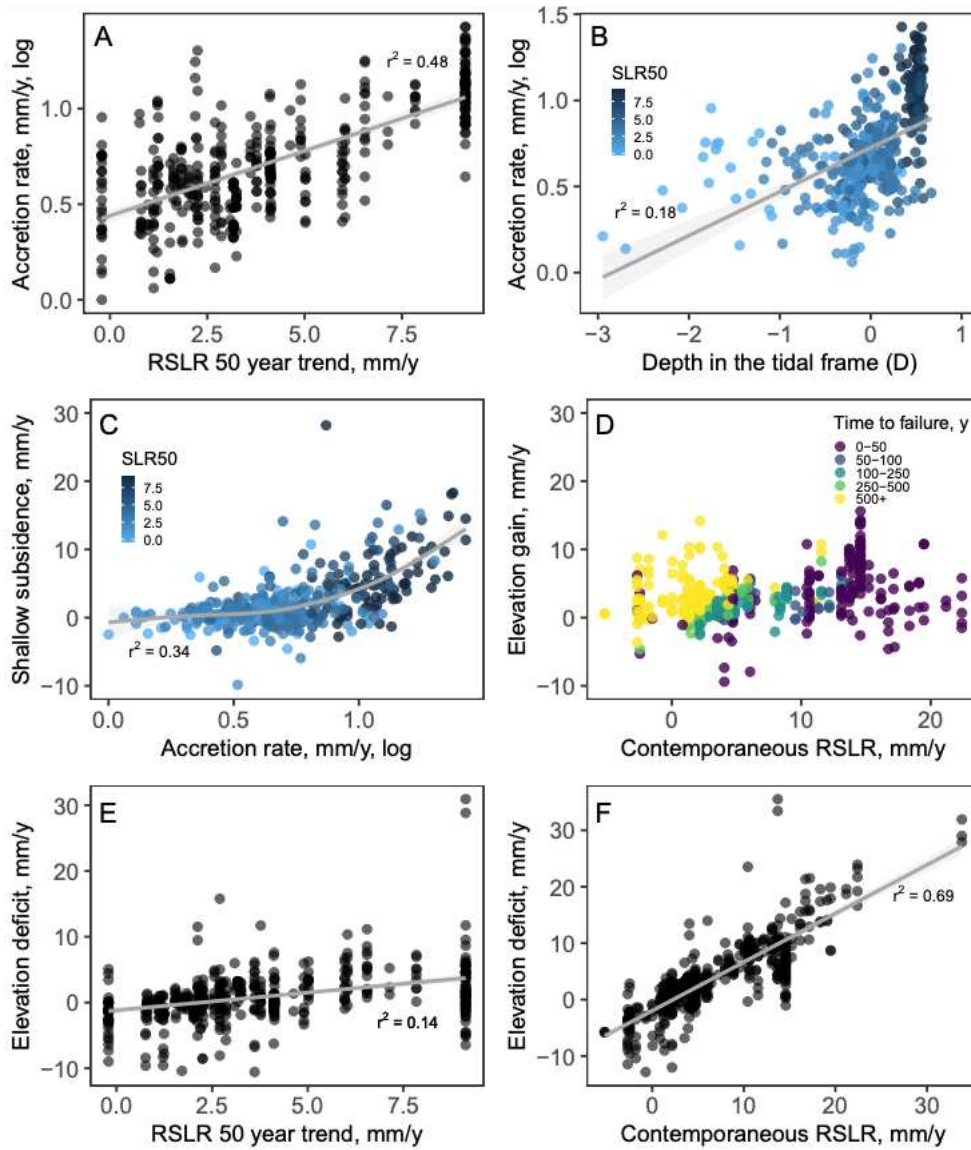 A
r² = 0.48
Accretion rate, mm/y, log
1.0
0.5
0.0
0.0 2.5 5.0 7.5
RSLR 50 year trend, mm/y
B
SLR50
7.5
5.0
2.5
0.0
r² = 0.18
Accretion rate, mm/y, log
1.5
1.0
0.5
0.0
−3 −2 −1 0 1
Depth in the tidal frame (D)
C
SLR50
7.5
5.0
2.5
0.0
r² = 0.34
Shallow subsidence, mm/y
30
20
10
0
−10
0.0 0.5 1.0
Accretion rate, mm/y, log
D
Time to failure, y
0−50
50−100
100−250
250−500
500+
Elevation gain, mm/y
30
20
10
0
−10
0 10 20
Contemporaneous RSLR, mm/y
E
r² = 0.14
Elevation deficit, mm/y
30
20
10
0
−10
0.0 2.5 5.0 7.5
RSLR 50 year trend, mm/y
F
r² = 0.69
Elevation deficit, mm/y
30
20
10
0
−10
0 10 20 30
Contemporaneous RSLR, mm/y